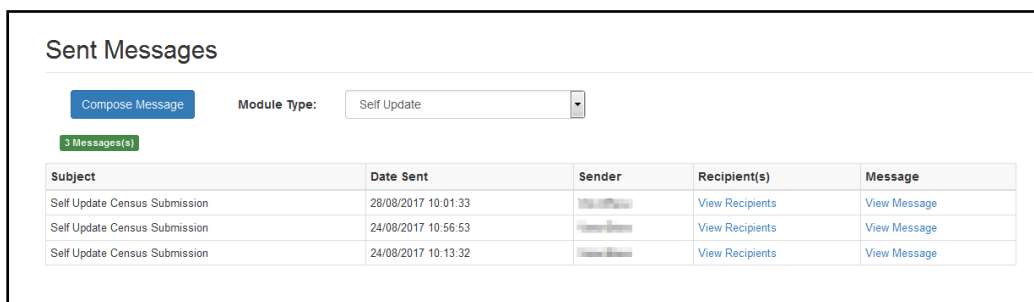 Sent Messages
Compose Message Module Type: Self Update
3 Messages(s)
Subject Date Sent Sender Recipient(s) Message
Self Update Census Submission 28/08/2017 10:01:33 View Recipients View Message
Self Update Census Submission 24/08/2017 10:56:53 View Recipients View Message
Self Update Census Submission 24/08/2017 10:13:32 View Recipients View Message